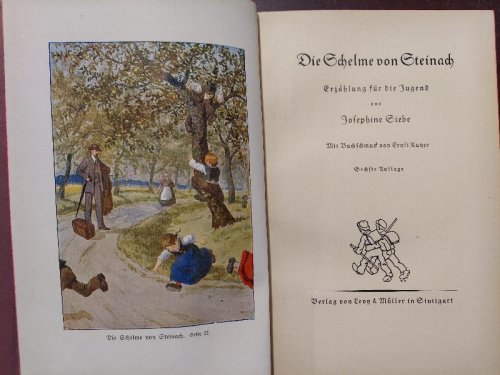 Die Schelme von Steinach. Seite 27.
Die Schelme von Steinach
Erzählung für die Jugend
von
Josephine Siebe
Mit Buchschmuck von Ernst Kutzer
Sechste Auflage
Verlag von Levy & Müller in Stuttgart